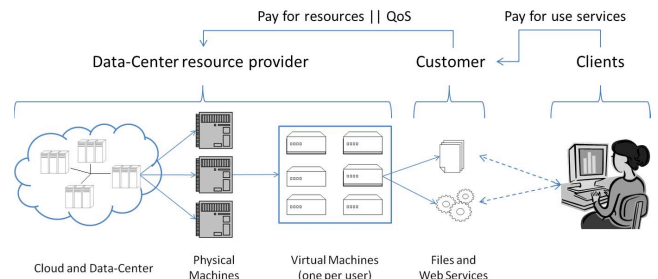 Pay for resources || QoS
Pay for use services
Data-Center resource provider
Customer
Clients
Cloud and Data-Center
Physical
Machines
Virtual Machines
(one per user)
Files and
Web Services